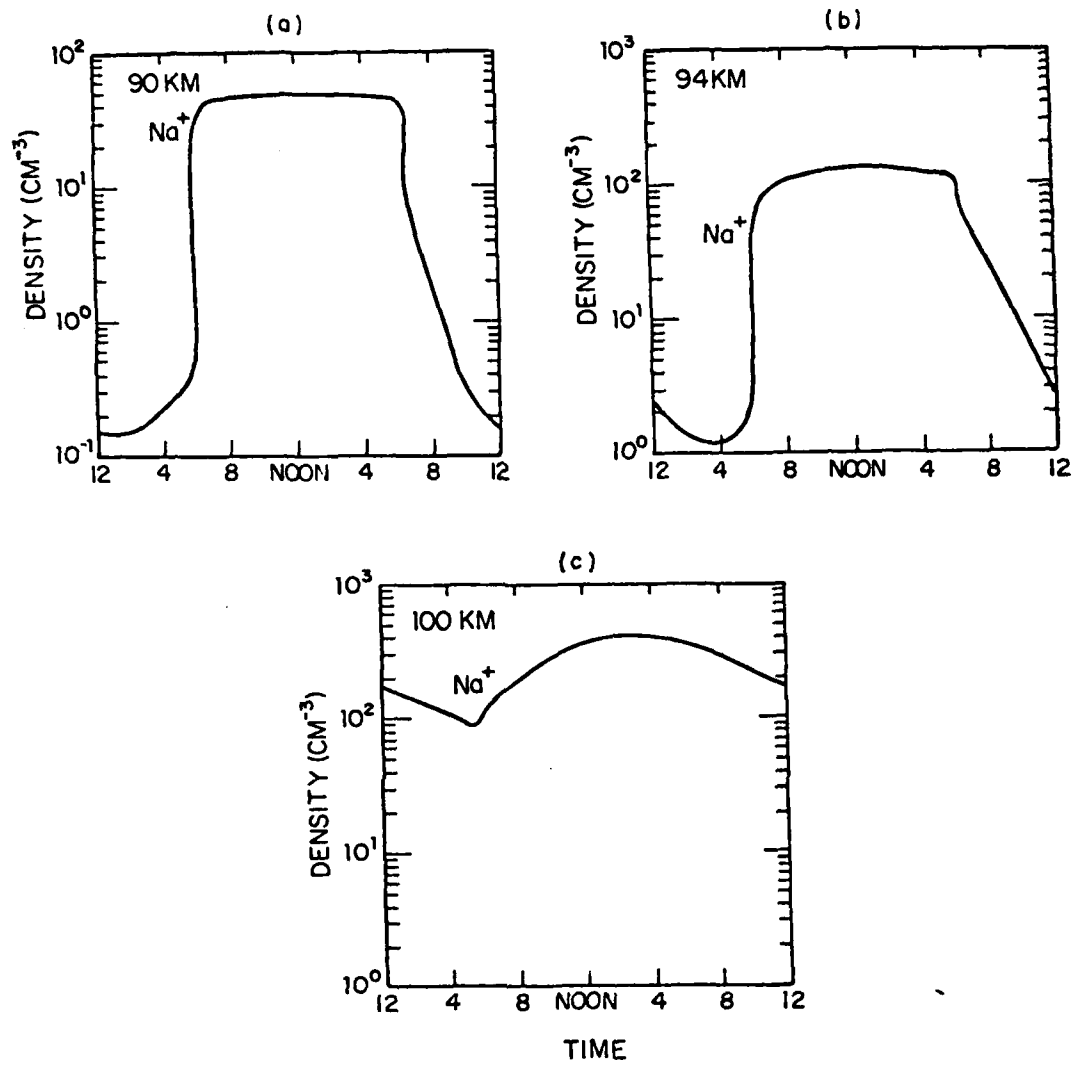 (a)
90 KM
Na⁺
DENSITY (CM⁻³)
10²
10¹
10⁰
10⁻¹
12 4 8 NOON 4 8 12
(b)
94KM
Na⁺
DENSITY (CM⁻³)
10³
10²
10¹
10⁰
12 4 8 NOON 4 8 12
(c)
100 KM
Na⁺
DENSITY (CM⁻³)
10³
10²
10¹
10⁰
12 4 8 NOON 4 8 12
TIME